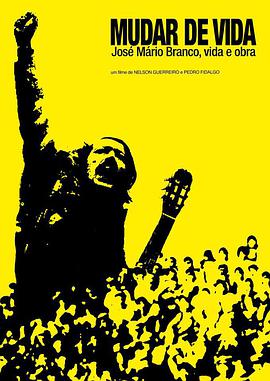 MUDAR DE VIDA
José Mário Branco, vida e obra
um filme de NELSON GUERREIRO e PEDRO FIDALGO